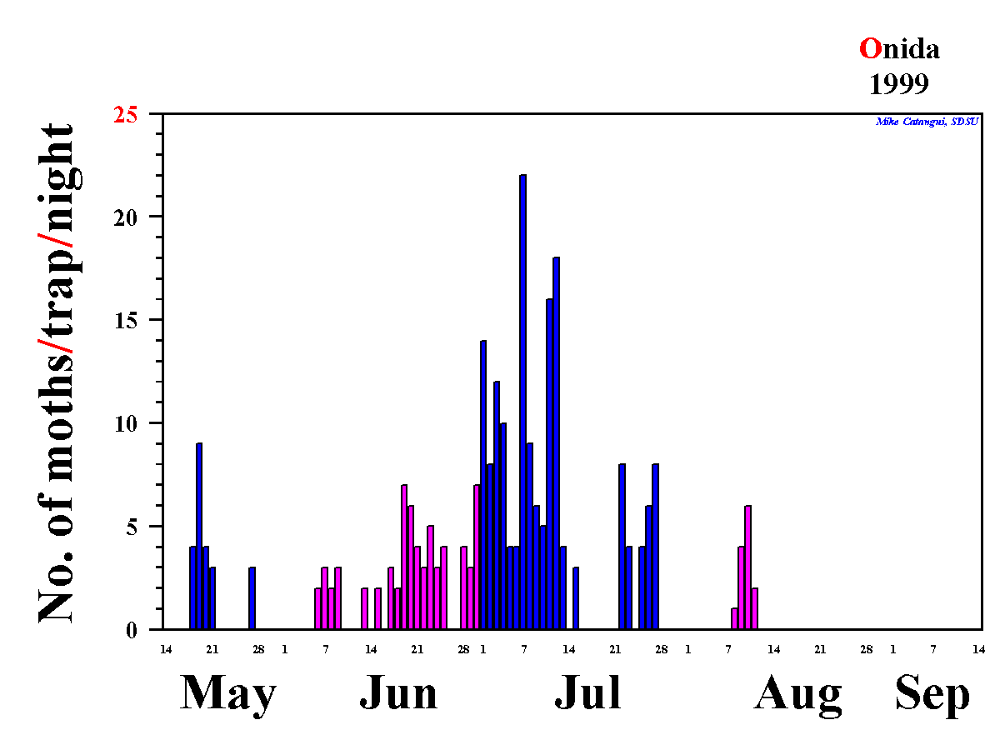 Onida
1999
Mike Catangui, SDSU
No. of moths/trap/night
25
20
15
10
5
0
14 21 28 1 7 14 21 28 1 7 14 21 28 1 7 14 21 28 1 7 14
May Jun Jul Aug Sep